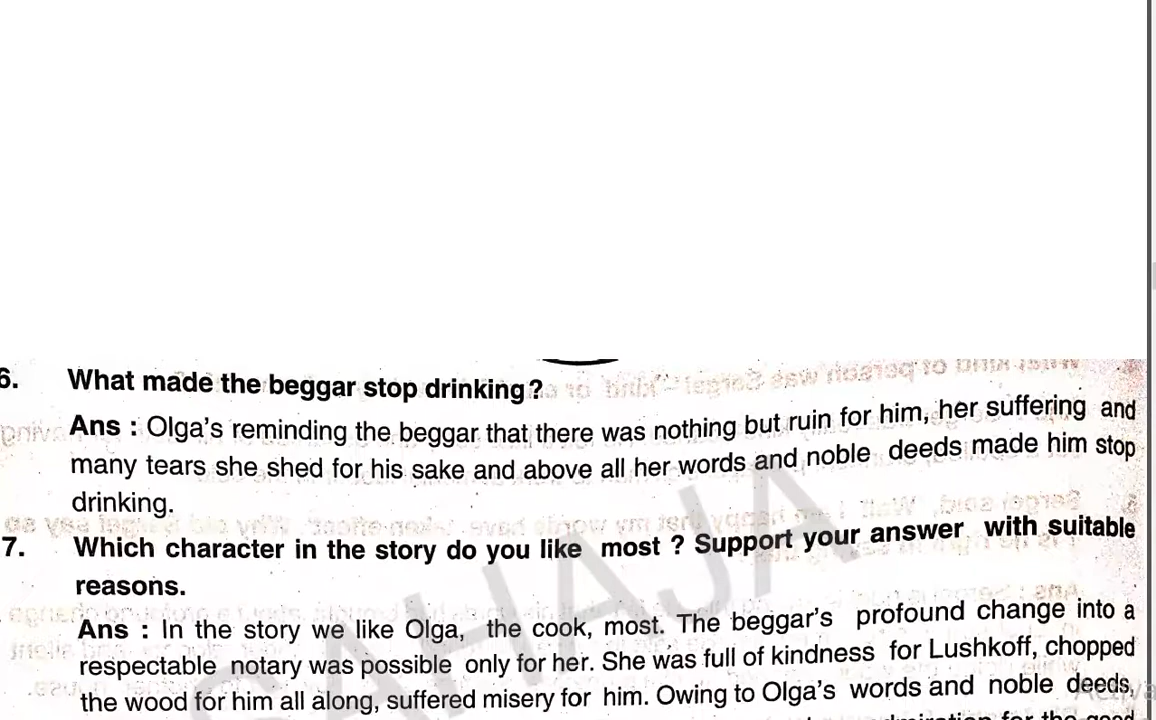 6. What made the beggar stop drinking?
Ans : Olga's reminding the beggar that there was nothing but ruin for him, her suffering and
many tears she shed for his sake and above all her words and noble deeds made him stop
drinking.
7. Which character in the story do you like most ? Support your answer with suitable
reasons.
Ans : In the story we like Olga, the cook, most. The beggar's profound change into a
respectable notary was possible only for her. She was full of kindness for Lushkoff, chopped
the wood for him all along, suffered misery for him. Owing to Olga's words and noble deeds,
for the good
SAHAJA